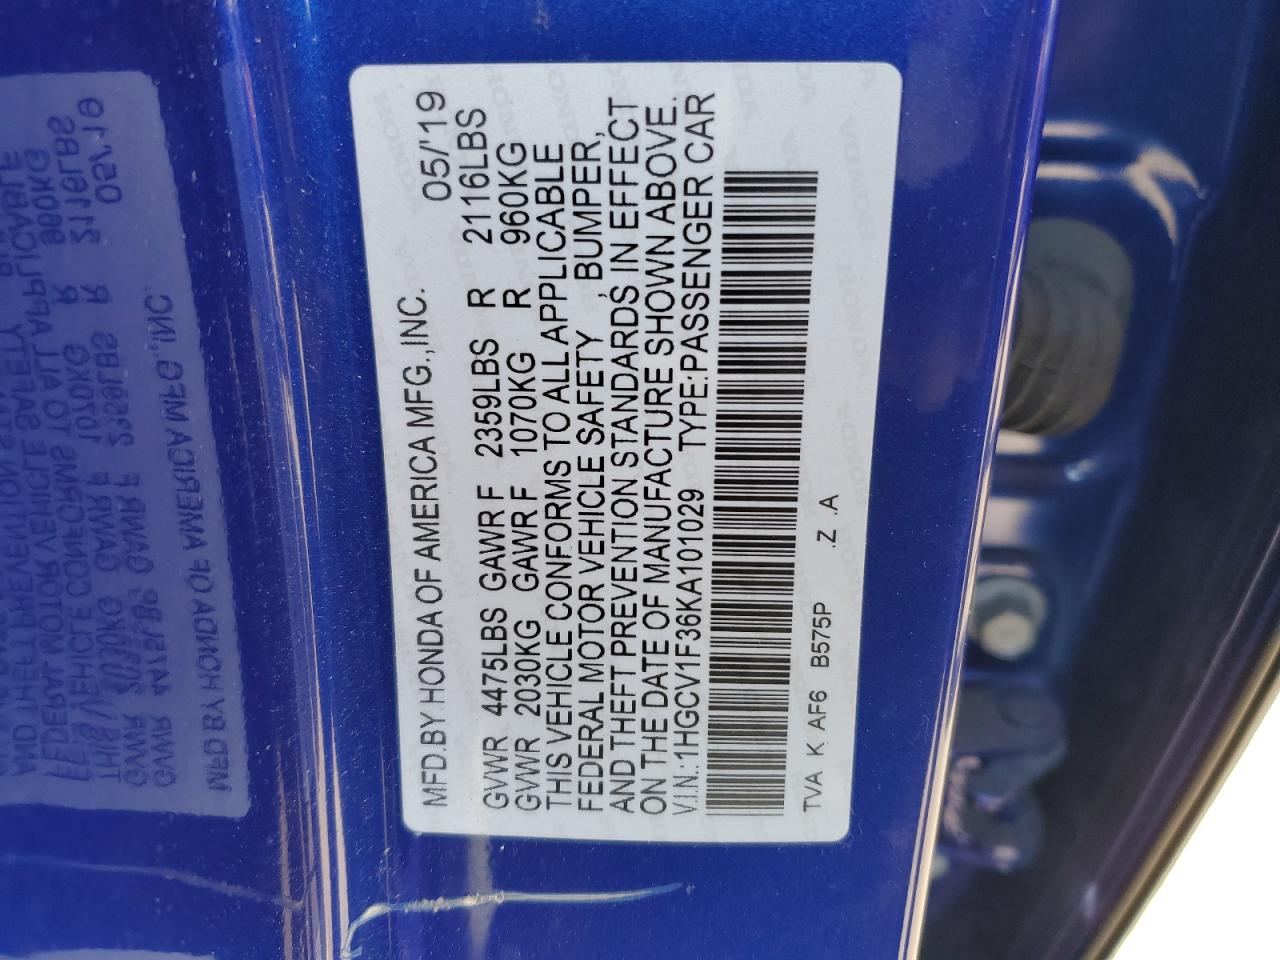 MFD.BY HONDA OF AMERICA MFG.,INC. 05/'19
GVWR 4475LBS GAWR F 2359LBS R 2116LBS
GVWR 2030KG GAWR F 1070KG R 960KG
THIS VEHICLE CONFORMS TO ALL APPLICABLE
FEDERAL MOTOR VEHICLE SAFETY , BUMPER,
AND THEFT PREVENTION STANDARDS IN EFFECT
ON THE DATE OF MANUFACTURE SHOWN ABOVE.
V.I.N.:1HGCV1F36KA101029 TYPE:PASSENGER CAR
TVA K AF6 B575P .Z .A